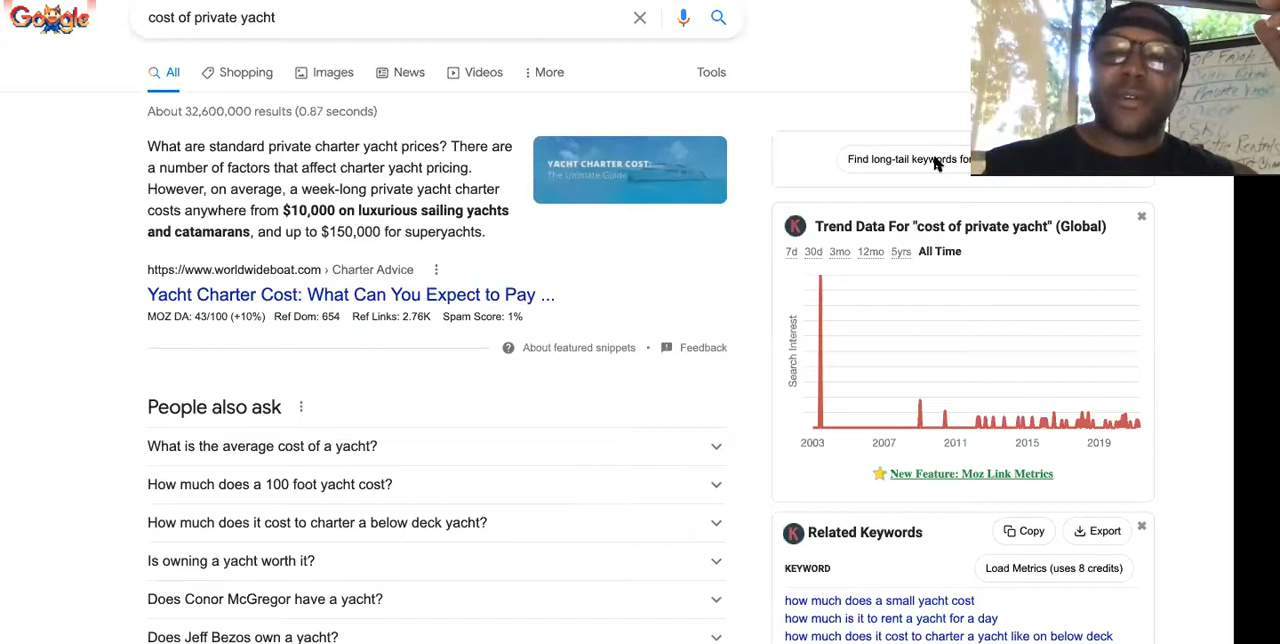 Google
cost of private yacht
All
Shopping
Images
News
Videos
More
Tools
About 32,600,000 results (0.87 seconds)
What are standard private charter yacht prices? There are
a number of factors that affect charter yacht pricing.
However, on average, a week-long private yacht charter
costs anywhere from $10,000 on luxurious sailing yachts
and catamarans, and up to $150,000 for superyachts.
YACHT CHARTER COST:
The Ultimate Guide
https://www.worldwideboat.com › Charter Advice
Yacht Charter Cost: What Can You Expect to Pay ...
MOZ DA: 43/100 (+10%) Ref Dom: 654 Ref Links: 2.76K Spam Score: 1%
About featured snippets • Feedback
People also ask
What is the average cost of a yacht?
How much does a 100 foot yacht cost?
How much does it cost to charter a below deck yacht?
Is owning a yacht worth it?
Does Conor McGregor have a yacht?
Does Jeff Bezos own a yacht?
Find long-tail keywords for
K
Trend Data For "cost of private yacht" (Global)
7d 30d 3mo 12mo 5yrs All Time
Search Interest
2003 2007 2011 2015 2019
New Feature: Moz Link Metrics
K
Related Keywords
Copy
Export
KEYWORD
Load Metrics (uses 8 credits)
how much does a small yacht cost
how much is it to rent a yacht for a day
how much does it cost to charter a yacht like on below deck